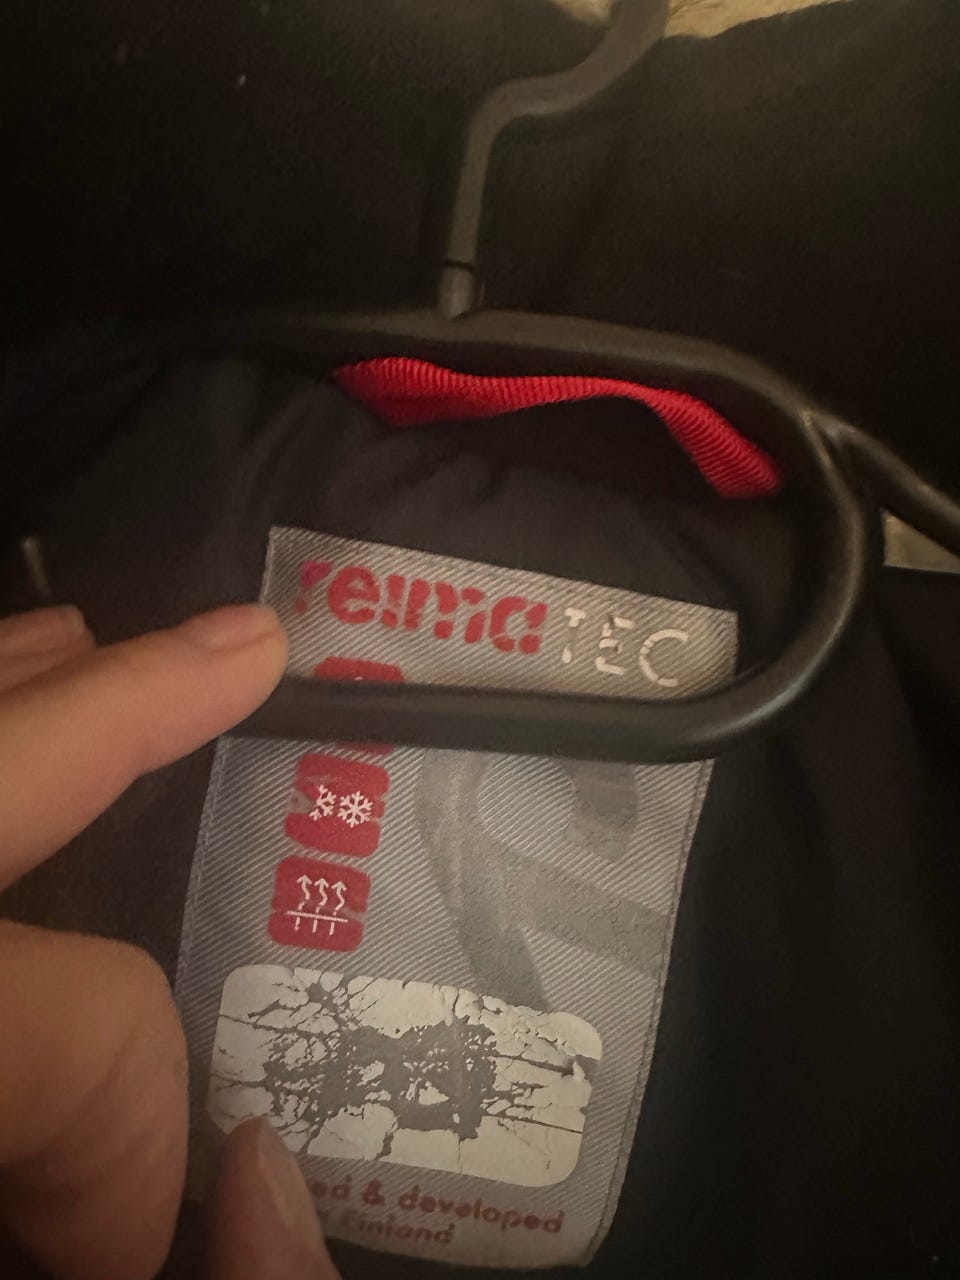 reima TEC
ed & developed
Finland